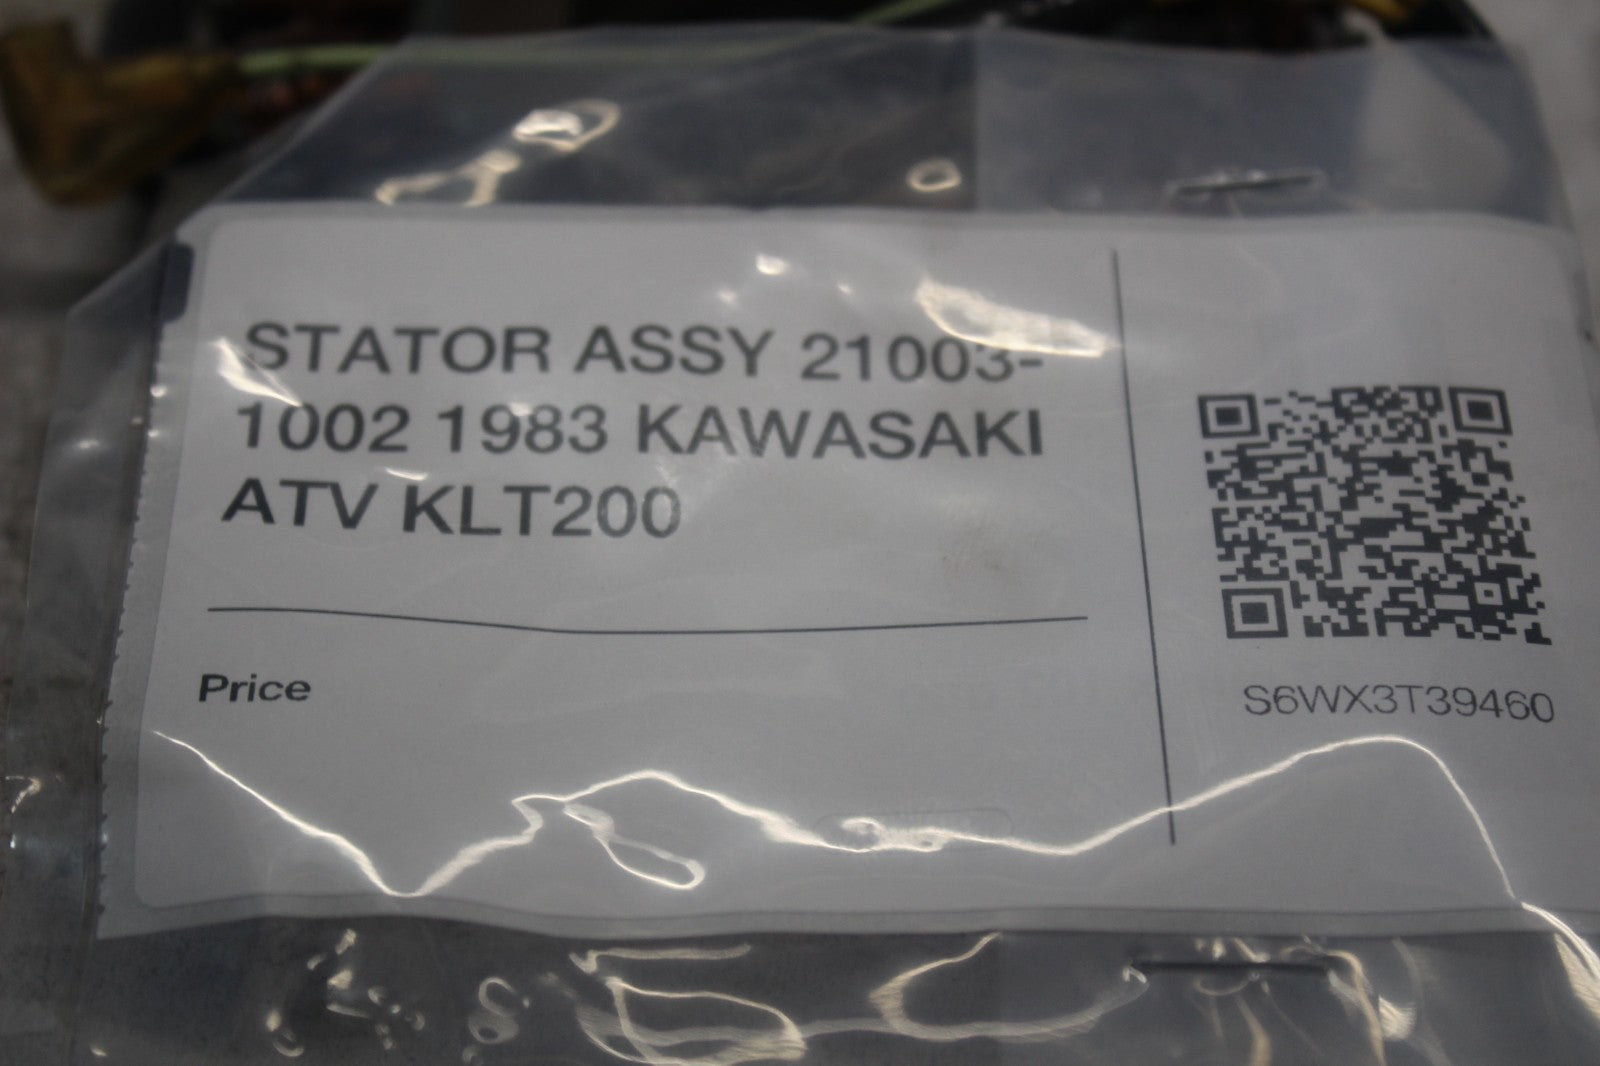 STATOR ASSY 21003-
1002 1983 KAWASAKI
ATV KLT200
Price
S6WX3T39460